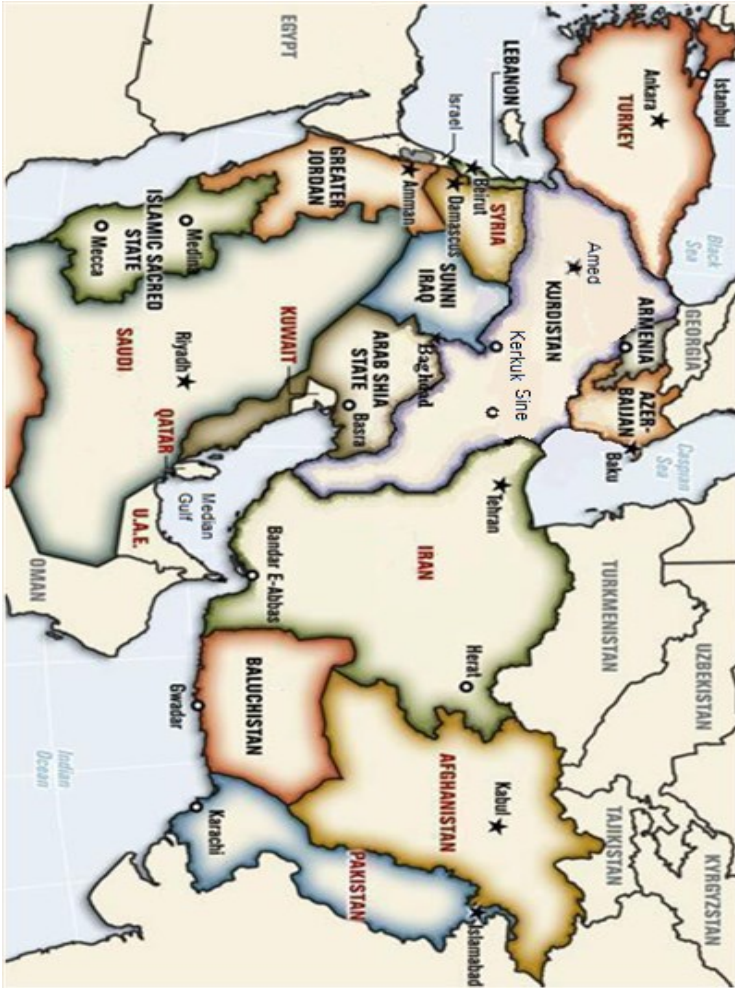 Istanbul
Black
Sea
GEORGIA
Caspian
Sea
UZBEKISTAN
KYRGYZSTAN
Ankara
TURKEY
ARMENIA
AZER-
BAIJAN
Baku
TURKMENISTAN
TAJIKISTAN
Amed
KURDISTAN
Kerkuk
Sine
Tehran
Herat
Kabul
Islamabad
LEBANON
Israel
Beirut
Damascus
SYRIA
SUNNI
IRAQ
Baghdad
IRAN
AFGHANISTAN
Amman
GREATER
JORDAN
ARAB SHIA
STATE
Basra
PAKISTAN
EGYPT
KUWAIT
Bandar E-Abbas
BALUCHISTAN
Median
Gulf
Gwadar
Karachi
Medina
ISLAMIC SACRED
STATE
Mecca
Riyadh
SAUDI
QATAR
U.A.E.
OMAN
Indian
Ocean